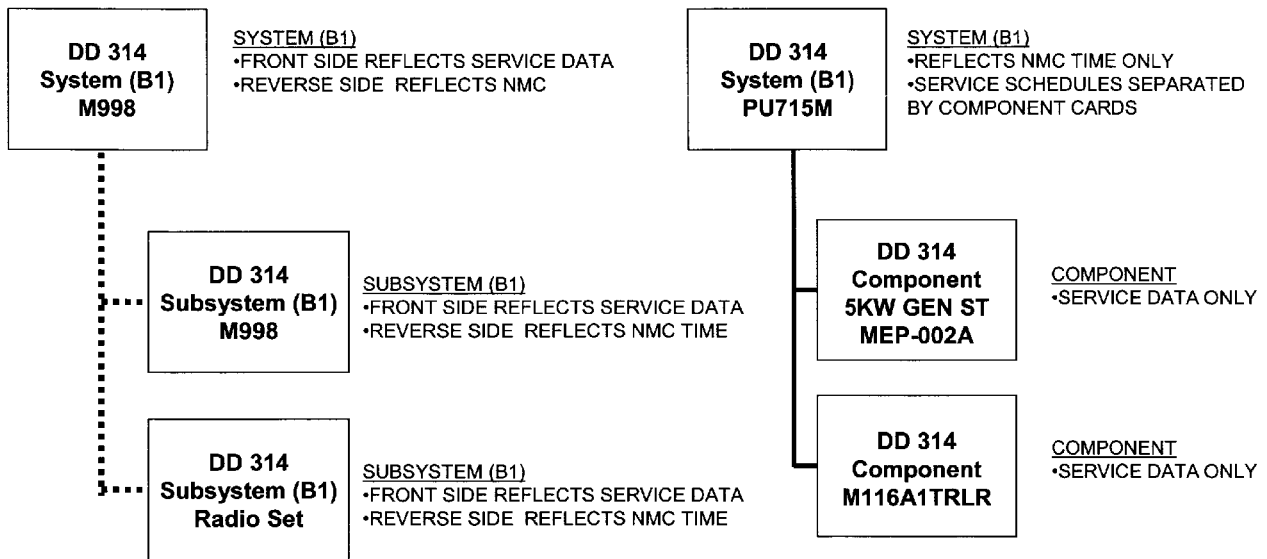 DD 314
System (B1)
M998
SYSTEM (B1)
•FRONT SIDE REFLECTS SERVICE DATA
•REVERSE SIDE  REFLECTS NMC
DD 314
Subsystem (B1)
M998
SUBSYSTEM (B1)
•FRONT SIDE REFLECTS SERVICE DATA
•REVERSE SIDE  REFLECTS NMC TIME
DD 314
Subsystem (B1)
Radio Set
SUBSYSTEM (B1)
•FRONT SIDE REFLECTS SERVICE DATA
•REVERSE SIDE  REFLECTS NMC TIME
DD 314
System (B1)
PU715M
SYSTEM (B1)
•REFLECTS NMC TIME ONLY
•SERVICE SCHEDULES SEPARATED
BY COMPONENT CARDS
DD 314
Component
5KW GEN ST
MEP-002A
COMPONENT
•SERVICE DATA ONLY
DD 314
Component
M116A1TRLR
COMPONENT
•SERVICE DATA ONLY